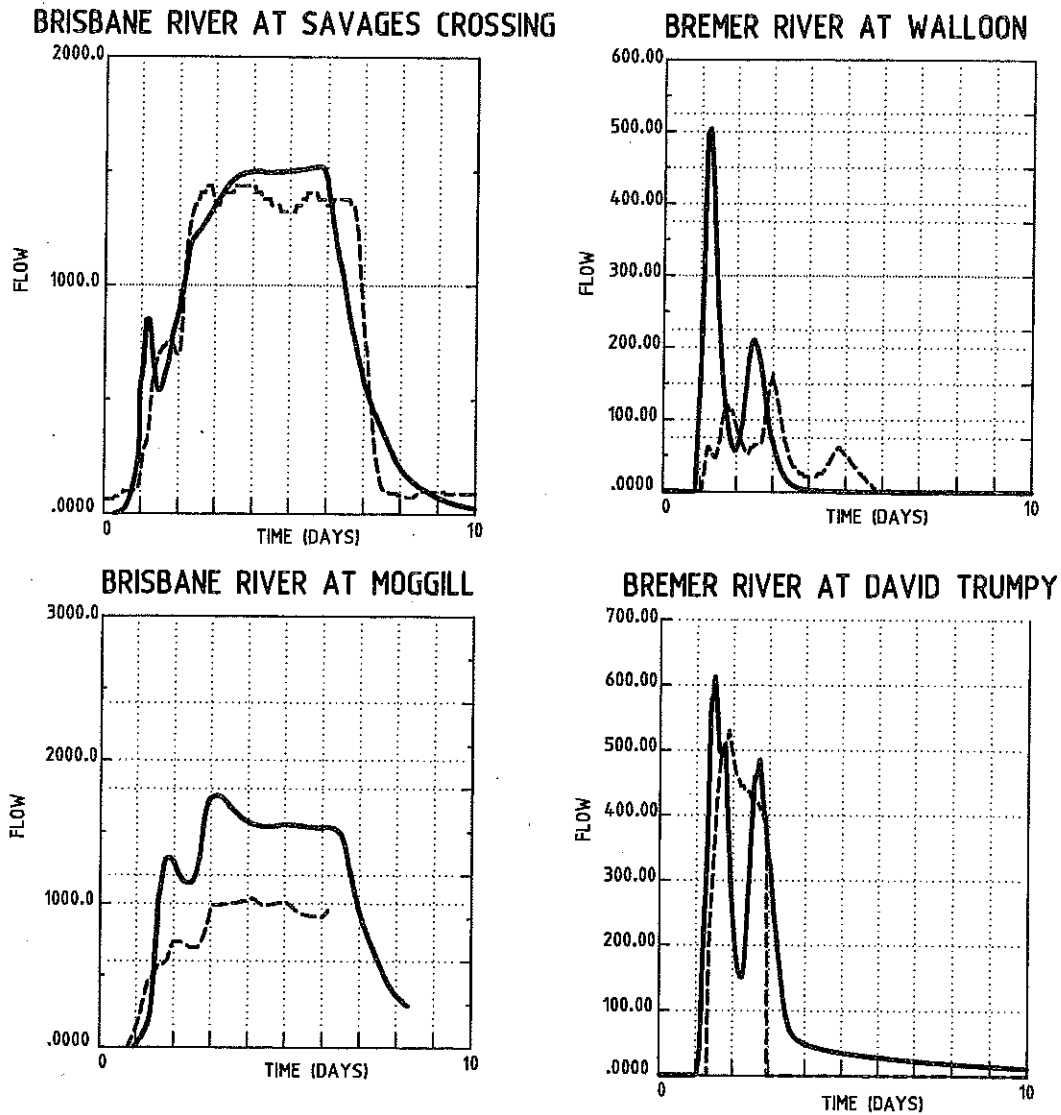 BRISBANE RIVER AT SAVAGES CROSSING
2000.0
1000.0
.0000
FLOW
0
10
TIME (DAYS)
BREMER RIVER AT WALLOON
600.00
500.00
400.00
300.00
200.00
100.00
.0000
FLOW
0
10
TIME (DAYS)
BRISBANE RIVER AT MOGGILL
3000.0
2000.0
1000.0
.0000
FLOW
0
10
TIME (DAYS)
BREMER RIVER AT DAVID TRUMPY
700.00
600.00
500.00
400.00
300.00
200.00
100.00
.0000
FLOW
0
10
TIME (DAYS)